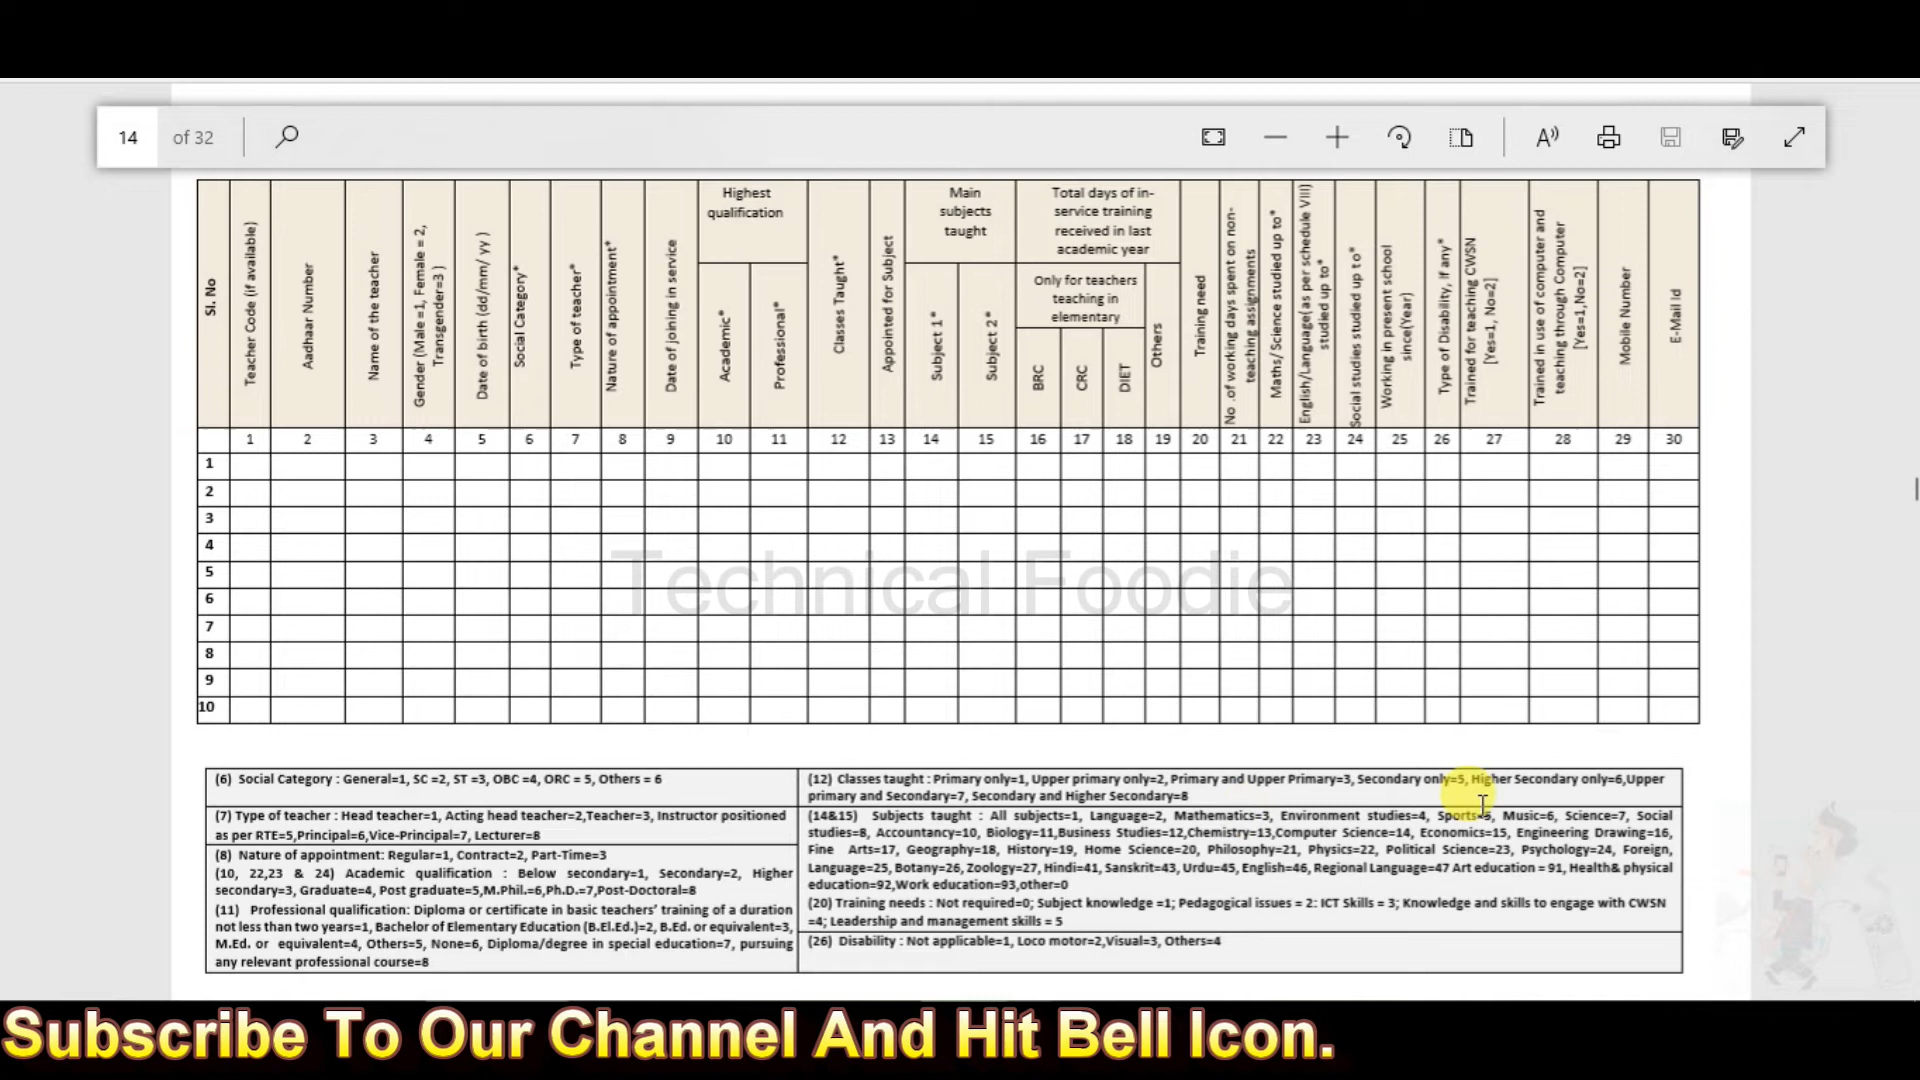 14 of 32
Sl. No
Teacher Code (if available)
Aadhaar Number
Name of the teacher
Gender (Male =1, Female = 2,
Transgender=3 )
Date of birth (dd/mm/ yy )
Social Category*
Type of teacher*
Nature of appointment*
Date of joining in service
Highest
qualification
Academic*
Professional*
Classes Taught*
Appointed for Subject
Main
subjects
taught
Subject 1*
Subject 2*
Total days of in-
service training
received in last
academic year
Only for teachers
teaching in
elementary
BRC
CRC
DIET
Others
Training need
No .of working days spent on non-
teaching assignments
Maths/ Science studied up to*
English/Language( as per schedule VIII)
studied up to*
Social studies studied up to*
Working in present school
since(Year)
Type of Disability, if any*
Trained for teaching CWSN
[Yes=1, No=2]
Trained in use of computer and
teaching through Computer
[Yes=1,No=2]
Mobile Number
E-Mail Id
1 2 3 4 5 6 7 8 9 10 11 12 13 14 15 16 17 18 19 20 21 22 23 24 25 26 27 28 29 30
1
2
3
4
5
6
7
8
9
10
Technical Foodie
(6) Social Category : General=1, SC =2, ST =3, OBC =4, ORC = 5, Others = 6
(7) Type of teacher : Head teacher=1, Acting head teacher=2,Teacher=3, Instructor positioned
as per RTE=5,Principal=6,Vice-Principal=7, Lecturer=8
(8) Nature of appointment: Regular=1, Contract=2, Part-Time=3
(10, 22,23 & 24) Academic qualification : Below secondary=1, Secondary=2, Higher
secondary=3, Graduate=4, Post graduate=5,M.Phil.=6,Ph.D.=7,Post-Doctoral=8
(11) Professional qualification: Diploma or certificate in basic teachers' training of a duration
not less than two years=1, Bachelor of Elementary Education (B.El.Ed.)=2, B.Ed. or equivalent=3,
M.Ed. or equivalent=4, Others=5, None=6, Diploma/degree in special education=7, pursuing
any relevant professional course=8
(12) Classes taught : Primary only=1, Upper primary only=2, Primary and Upper Primary=3, Secondary only=5, Higher Secondary only=6,Upper
primary and Secondary=7, Secondary and Higher Secondary=8
(14&15) Subjects taught : All subjects=1, Language=2, Mathematics=3, Environment studies=4, Sports=5, Music=6, Science=7, Social
studies=8, Accountancy=10, Biology=11,Business Studies=12,Chemistry=13,Computer Science=14, Economics=15, Engineering Drawing=16,
Fine Arts=17, Geography=18, History=19, Home Science=20, Philosophy=21, Physics=22, Political Science=23, Psychology=24, Foreign,
Language=25, Botany=26, Zoology=27, Hindi=41, Sanskrit=43, Urdu=45, English=46, Regional Language=47 Art education = 91, Health& physical
education=92,Work education=93,other=0
(20) Training needs : Not required=0; Subject knowledge =1; Pedagogical issues = 2: ICT Skills = 3; Knowledge and skills to engage with CWSN
=4; Leadership and management skills = 5
(26) Disability : Not applicable=1, Loco motor=2,Visual=3, Others=4
Subscribe To Our Channel And Hit Bell Icon.